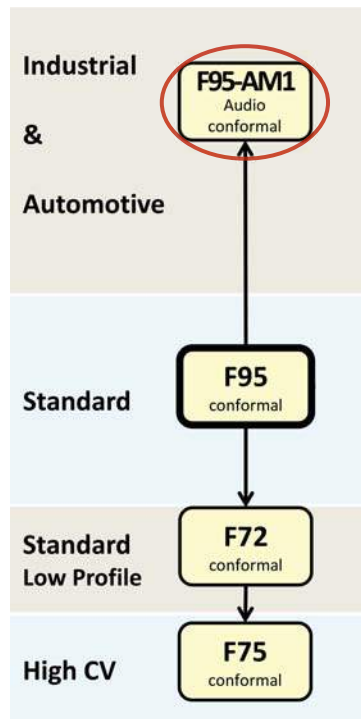 Industrial
&
Automotive
F95-AM1
Audio
conformal
Standard
F95
conformal
Standard
Low Profile
F72
conformal
High CV
F75
conformal